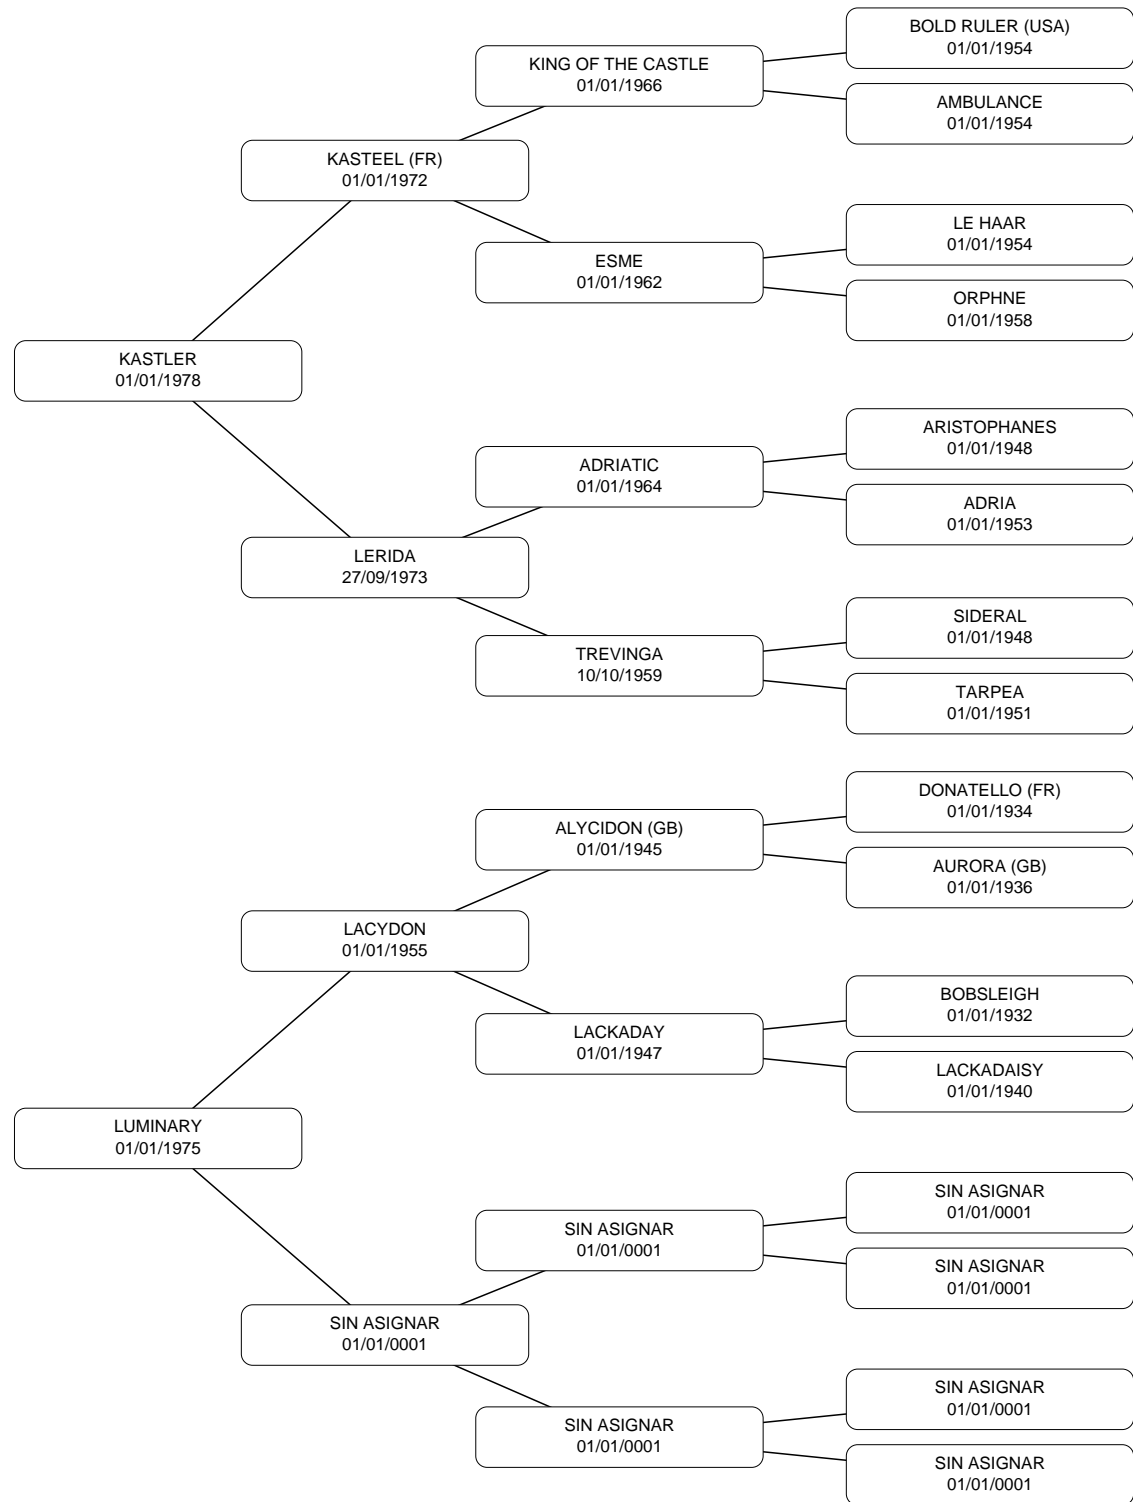 BOLD RULER (USA)
01/01/1954
KING OF THE CASTLE
01/01/1966
AMBULANCE
01/01/1954
KASTEEL (FR)
01/01/1972
LE HAAR
01/01/1954
ESME
01/01/1962
ORPHNE
01/01/1958
KASTLER
01/01/1978
ARISTOPHANES
01/01/1948
ADRIATIC
01/01/1964
ADRIA
01/01/1953
LERIDA
27/09/1973
SIDERAL
01/01/1948
TREVINGA
10/10/1959
TARPEA
01/01/1951
DONATELLO (FR)
01/01/1934
ALYCIDON (GB)
01/01/1945
AURORA (GB)
01/01/1936
LACYDON
01/01/1955
BOBSLEIGH
01/01/1932
LACKADAY
01/01/1947
LACKADAISY
01/01/1940
LUMINARY
01/01/1975
SIN ASIGNAR
01/01/0001
SIN ASIGNAR
01/01/0001
SIN ASIGNAR
01/01/0001
SIN ASIGNAR
01/01/0001
SIN ASIGNAR
01/01/0001
SIN ASIGNAR
01/01/0001
SIN ASIGNAR
01/01/0001